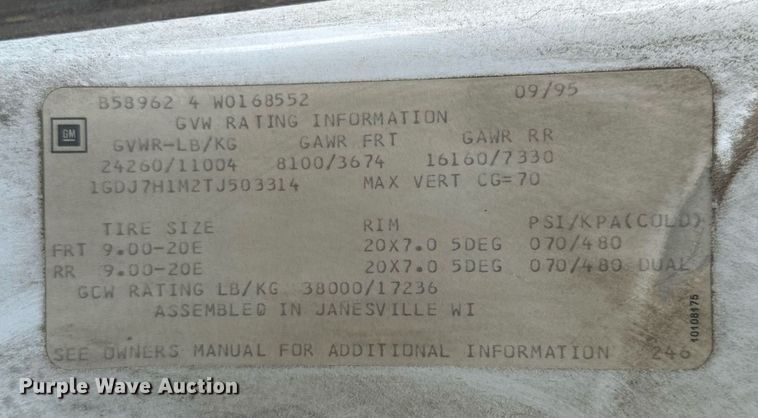 B58962 4 W0168552 09/95
GVW RATING INFORMATION
GM
GVWR-LB/KG GAWR FRT GAWR RR
24260/11004 8100/3674 16160/7330
1GDJ7H1M2TJ503314 MAX VERT CG=70
TIRE SIZE RIM PSI/KPA(COLD)
FRT 9.00-20E 20X7.0 5DEG 070/480
RR 9.00-20E 20X7.0 5DEG 070/480 DUAL
GCW RATING LB/KG 38000/17236
ASSEMBLED IN JANESVILLE WI
10108175
SEE OWNERS MANUAL FOR ADDITIONAL INFORMATION 246
Purple Wave Auction